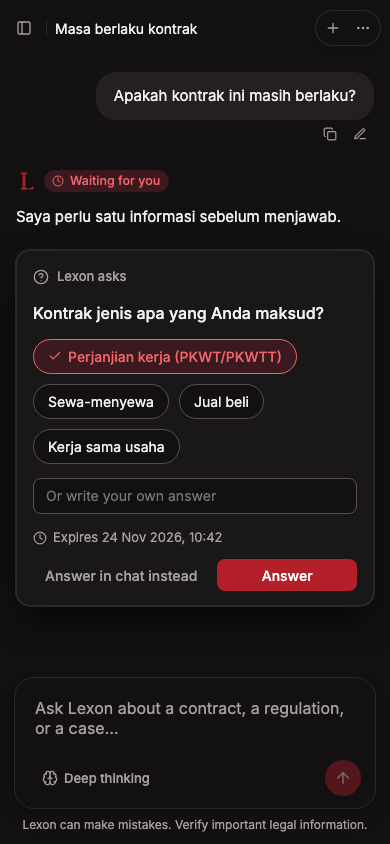 Masa berlaku kontrak
Apakah kontrak ini masih berlaku?
L
Waiting for you
Saya perlu satu informasi sebelum menjawab.
Lexon asks
Kontrak jenis apa yang Anda maksud?
Perjanjian kerja (PKWT/PKWTT)
Sewa-menyewa
Jual beli
Kerja sama usaha
Or write your own answer
Expires 24 Nov 2026, 10:42
Answer in chat instead
Answer
Ask Lexon about a contract, a regulation,
or a case...
Deep thinking
Lexon can make mistakes. Verify important legal information.